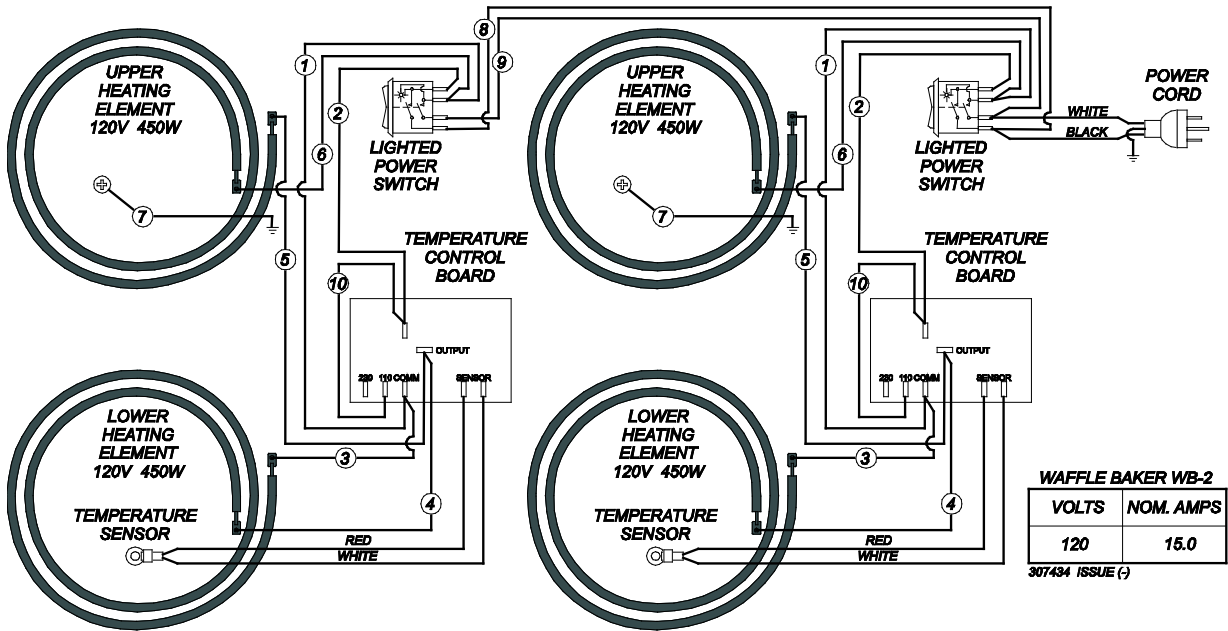 8
9
1
2
6
UPPER
HEATING
ELEMENT
120V 450W
7
5
LIGHTED
POWER
SWITCH
TEMPERATURE
CONTROL
BOARD
10
OUTPUT
220 110 COMM SENSOR
LOWER
HEATING
ELEMENT
120V 450W
3
4
TEMPERATURE
SENSOR
RED
WHITE
1
2
6
UPPER
HEATING
ELEMENT
120V 450W
7
5
LIGHTED
POWER
SWITCH
POWER
CORD
WHITE
BLACK
TEMPERATURE
CONTROL
BOARD
10
OUTPUT
220 110 COMM SENSOR
LOWER
HEATING
ELEMENT
120V 450W
3
4
TEMPERATURE
SENSOR
RED
WHITE
WAFFLE BAKER WB-2
VOLTS NOM. AMPS
120 15.0
307434 ISSUE (-)